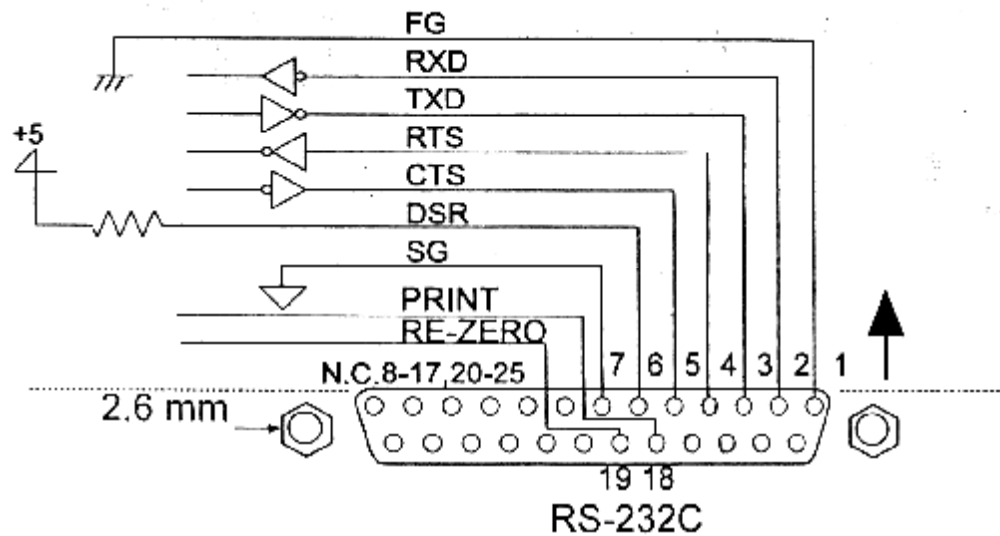 FG
RXD
TXD
+5
RTS
CTS
DSR
SG
PRINT
RE-ZERO
N.C.8-17,20-25
7 6 5 4 3 2 1
2.6 mm
19 18
RS-232C